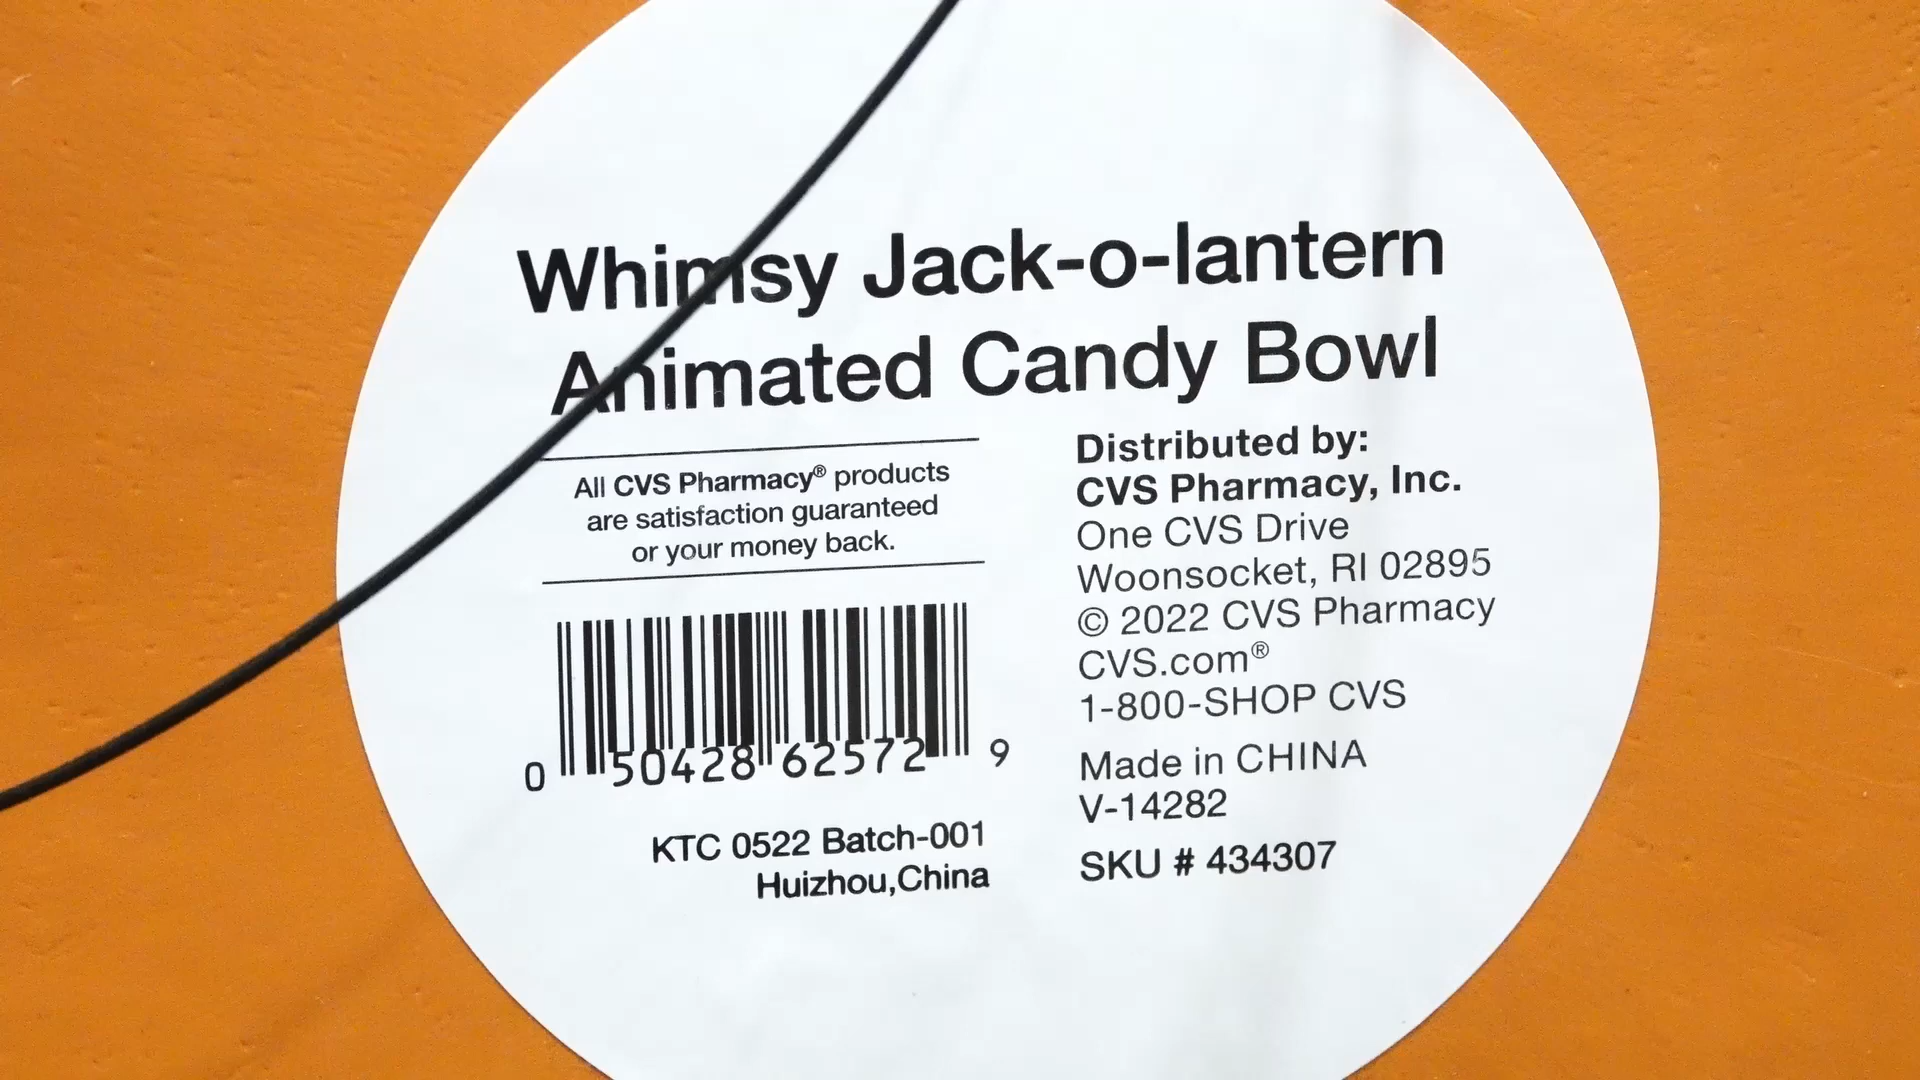 Whimsy Jack-o-lantern
Animated Candy Bowl
All CVS Pharmacy® products
are satisfaction guaranteed
or your money back.
0 50428 62572 9
KTC 0522 Batch-001
Huizhou,China
Distributed by:
CVS Pharmacy, Inc.
One CVS Drive
Woonsocket, RI 02895
© 2022 CVS Pharmacy
CVS.com®
1-800-SHOP CVS
Made in CHINA
V-14282
SKU # 434307